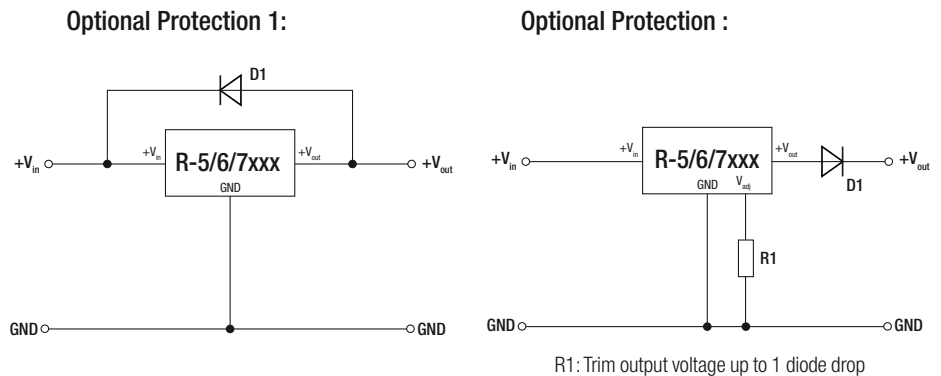 Optional Protection 1:
D1
+Vin
+Vin
R-5/6/7xxx
+Vout
+Vout
GND
GND
GND
Optional Protection :
+Vin
+Vin
R-5/6/7xxx
+Vout
+Vout
GND
Vadj
D1
R1
GND
GND
R1: Trim output voltage up to 1 diode drop